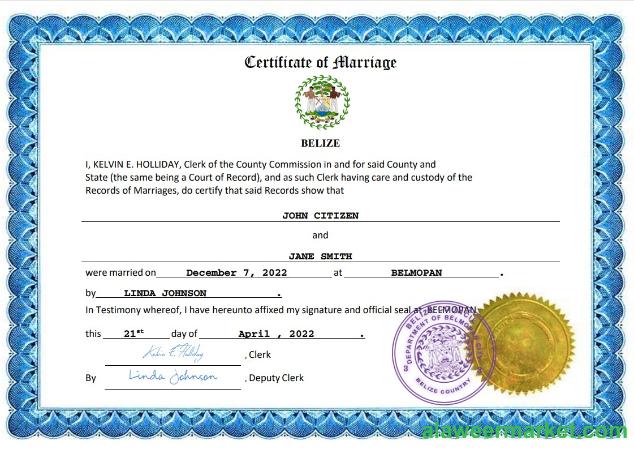 Certificate of Marriage
BELIZE
I, KELVIN E. HOLLIDAY, Clerk of the County Commission in and for said County and
State (the same being a Court of Record), and as such Clerk having care and custody of the
Records of Marriages, do certify that said Records show that
JOHN CITIZEN
and
JANE SMITH
were married on December 7, 2022 at BELMOPAN .
by LINDA JOHNSON .
In Testimony whereof, I have hereunto affixed my signature and official seal at BELMOPAN
this 21st day of April , 2022 .
Kelvin E. Holliday , Clerk
By Linda Johnson , Deputy Clerk
DEPARTMENT OF BELMOPAN
BELIZE COUNTRY
alaweermarket.com